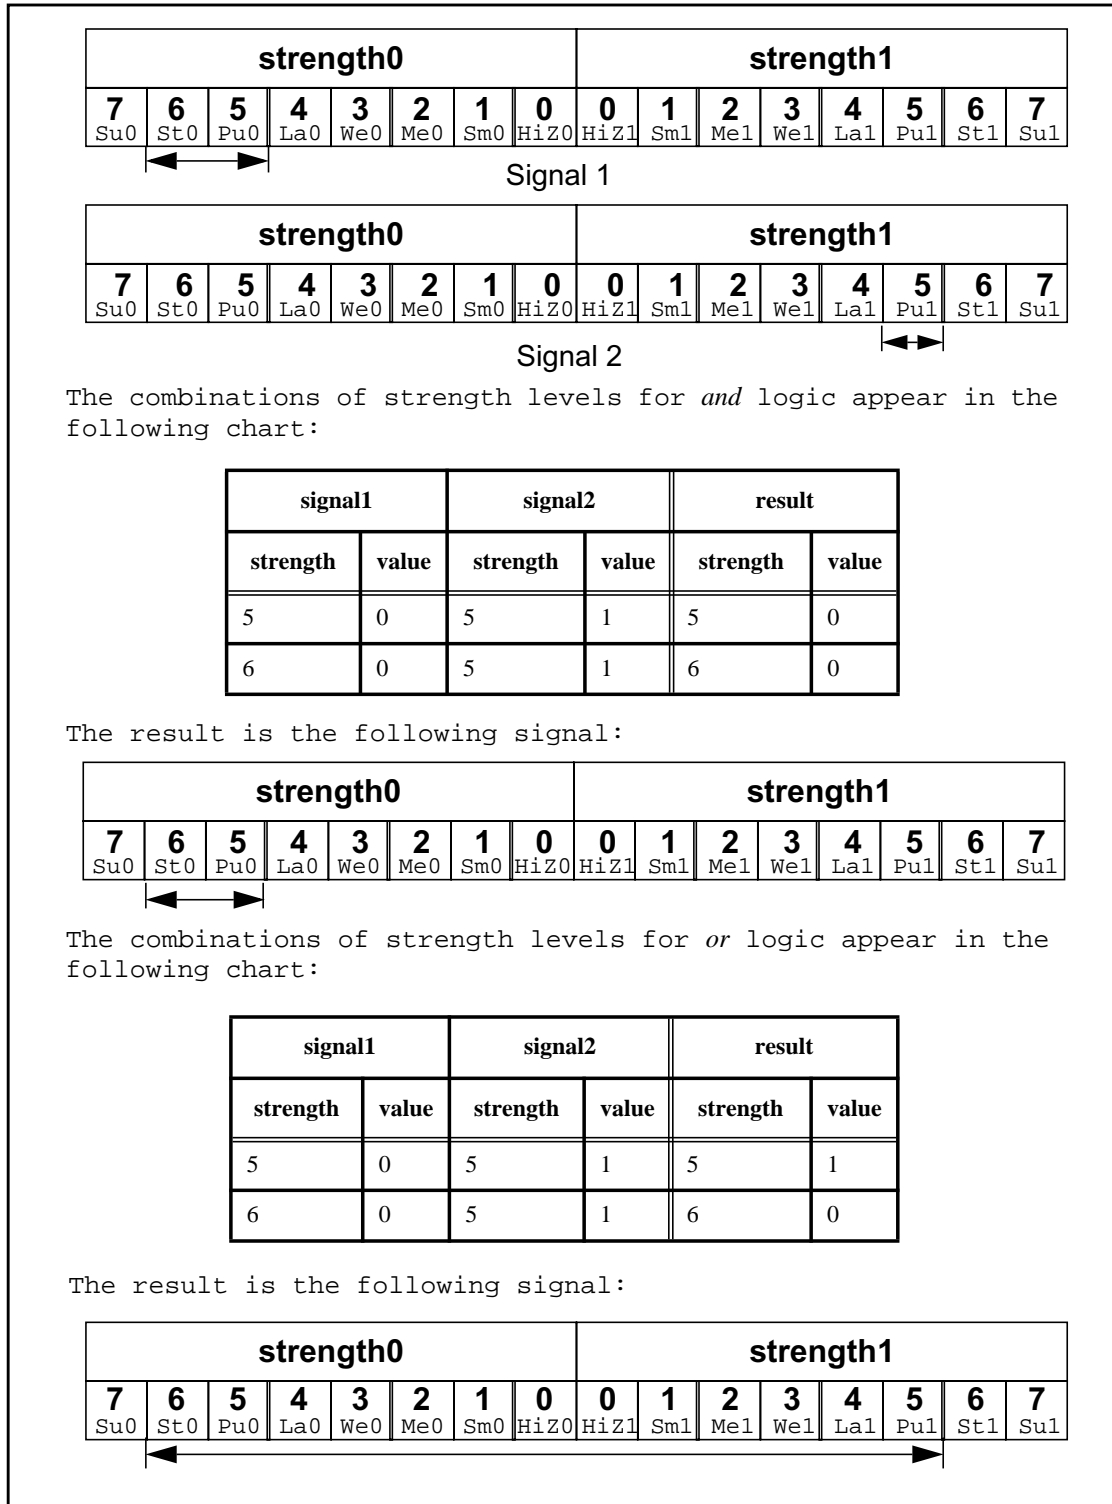 strength0 strength1
7 6 5 4 3 2 1 0 0 1 2 3 4 5 6 7
Su0 St0 Pu0 La0 We0 Me0 Sm0 HiZ0 HiZ1 Sm1 Me1 We1 La1 Pu1 St1 Su1
Signal 1
strength0 strength1
7 6 5 4 3 2 1 0 0 1 2 3 4 5 6 7
Su0 St0 Pu0 La0 We0 Me0 Sm0 HiZ0 HiZ1 Sm1 Me1 We1 La1 Pu1 St1 Su1
Signal 2
The combinations of strength levels for and logic appear in the
following chart:
signal1 signal2 result
strength value strength value strength value
5 0 5 1 5 0
6 0 5 1 6 0
The result is the following signal:
strength0 strength1
7 6 5 4 3 2 1 0 0 1 2 3 4 5 6 7
Su0 St0 Pu0 La0 We0 Me0 Sm0 HiZ0 HiZ1 Sm1 Me1 We1 La1 Pu1 St1 Su1
The combinations of strength levels for or logic appear in the
following chart:
signal1 signal2 result
strength value strength value strength value
5 0 5 1 5 1
6 0 5 1 6 0
The result is the following signal:
strength0 strength1
7 6 5 4 3 2 1 0 0 1 2 3 4 5 6 7
Su0 St0 Pu0 La0 We0 Me0 Sm0 HiZ0 HiZ1 Sm1 Me1 We1 La1 Pu1 St1 Su1